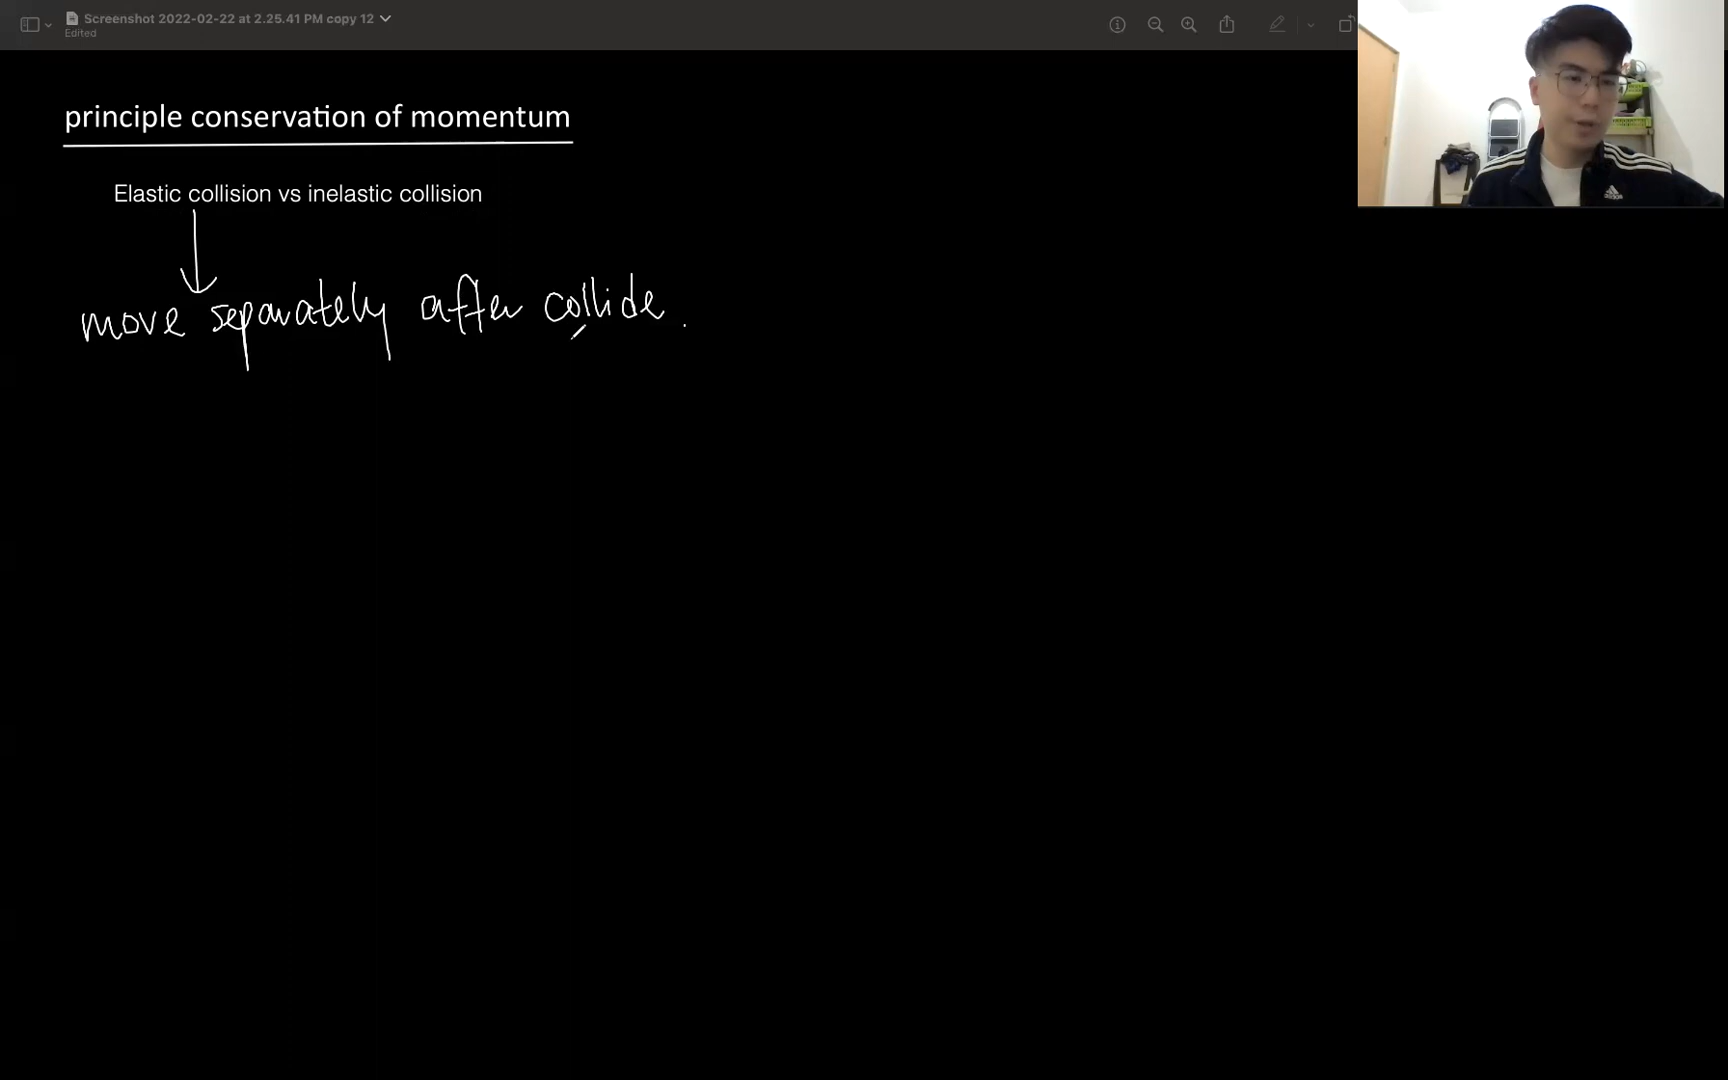 Screenshot 2022-02-22 at 2.25.41 PM copy 12
Edited
principle conservation of momentum
Elastic collision vs inelastic collision
move separately after collide.
adidas